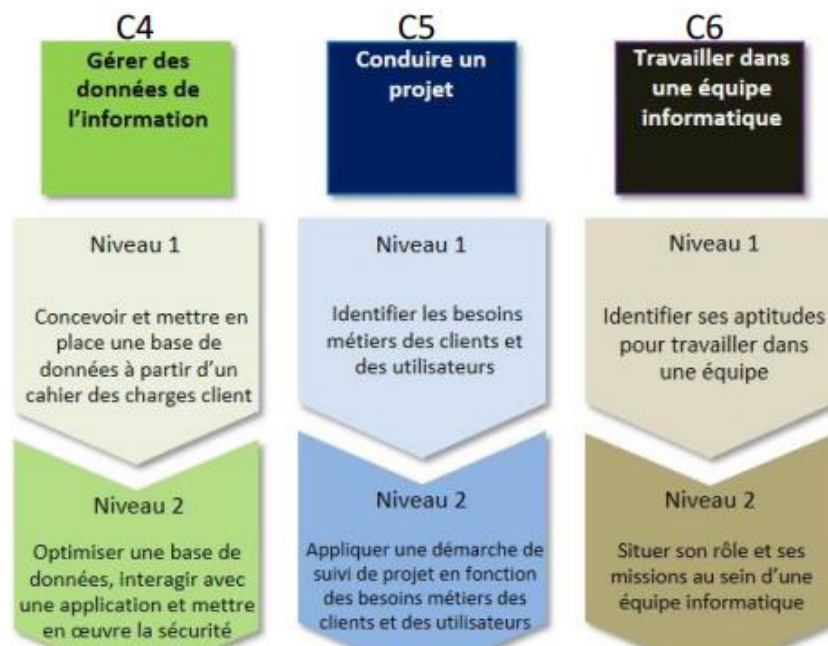 C4
Gérer des
données de
l'information
Niveau 1
Concevoir et mettre en
place une base de
données à partir d'un
cahier des charges client
Niveau 2
Optimiser une base de
données, interagir avec
une application et mettre
en œuvre la sécurité
C5
Conduire un
projet
Niveau 1
Identifier les besoins
métiers des clients et
des utilisateurs
Niveau 2
Appliquer une démarche de
suivi de projet en fonction
des besoins métiers des
clients et des utilisateurs
C6
Travailler dans
une équipe
informatique
Niveau 1
Identifier ses aptitudes
pour travailler dans
une équipe
Niveau 2
Situer son rôle et ses
missions au sein d'une
équipe informatique